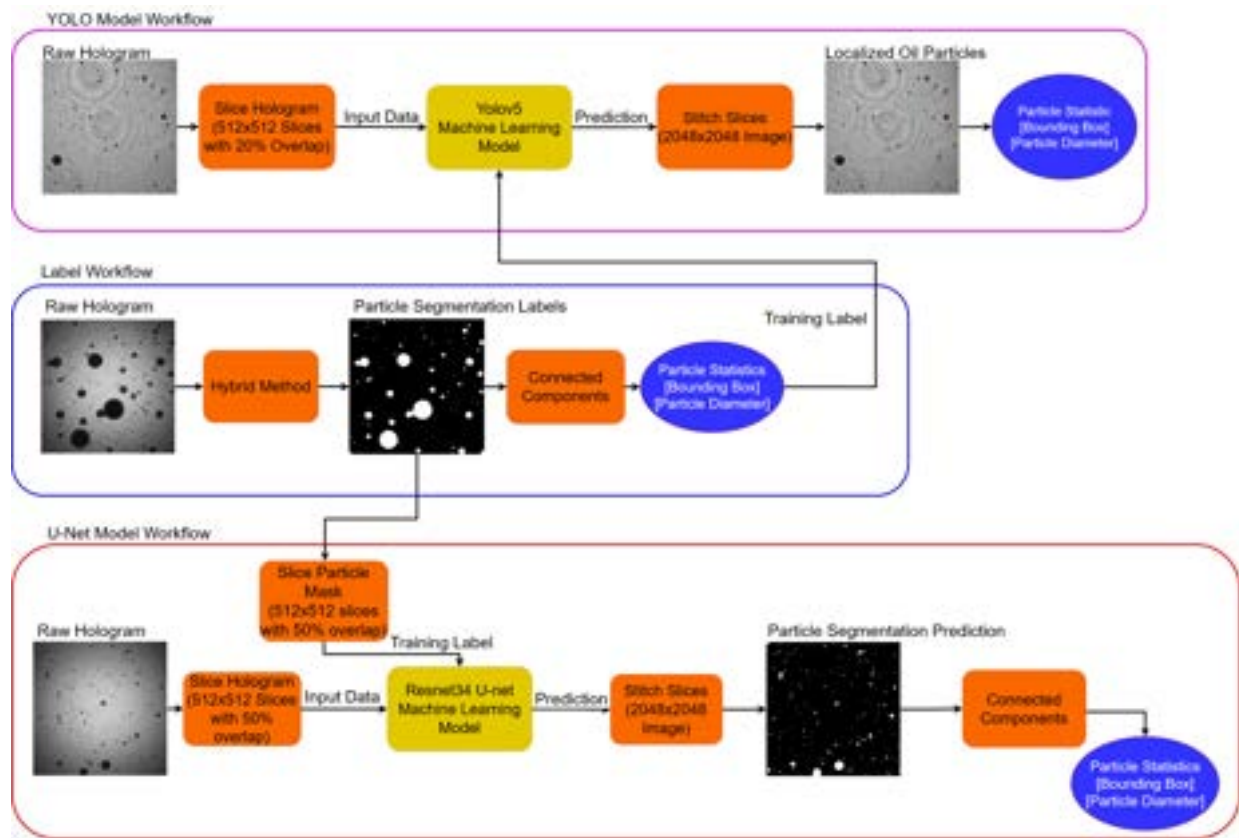 YOLO Model Workflow
Raw Hologram
Slice Hologram
(512x512 Slices
with 20% Overlap)
Input Data
Yolov5
Machine Learning
Model
Prediction
Stitch Slices
(2048x2048 Image)
Localized Oil Particles
Particle Statistic
[Bounding Box]
[Particle Diameter]
Label Workflow
Raw Hologram
Hybrid Method
Particle Segmentation Labels
Connected
Components
Particle Statistics
[Bounding Box]
[Particle Diameter]
Training Label
U-Net Model Workflow
Slice Particle
Mask
(512x512 slices
with 50% overlap)
Training Label
Raw Hologram
Slice Hologram
(512x512 Slices
with 50%
overlap)
Input Data
Resnet34 U-net
Machine Learning
Model
Prediction
Stitch Slices
(2048x2048
Image)
Particle Segmentation Prediction
Connected
Components
Particle Statistics
[Bounding Box]
[Particle Diameter]